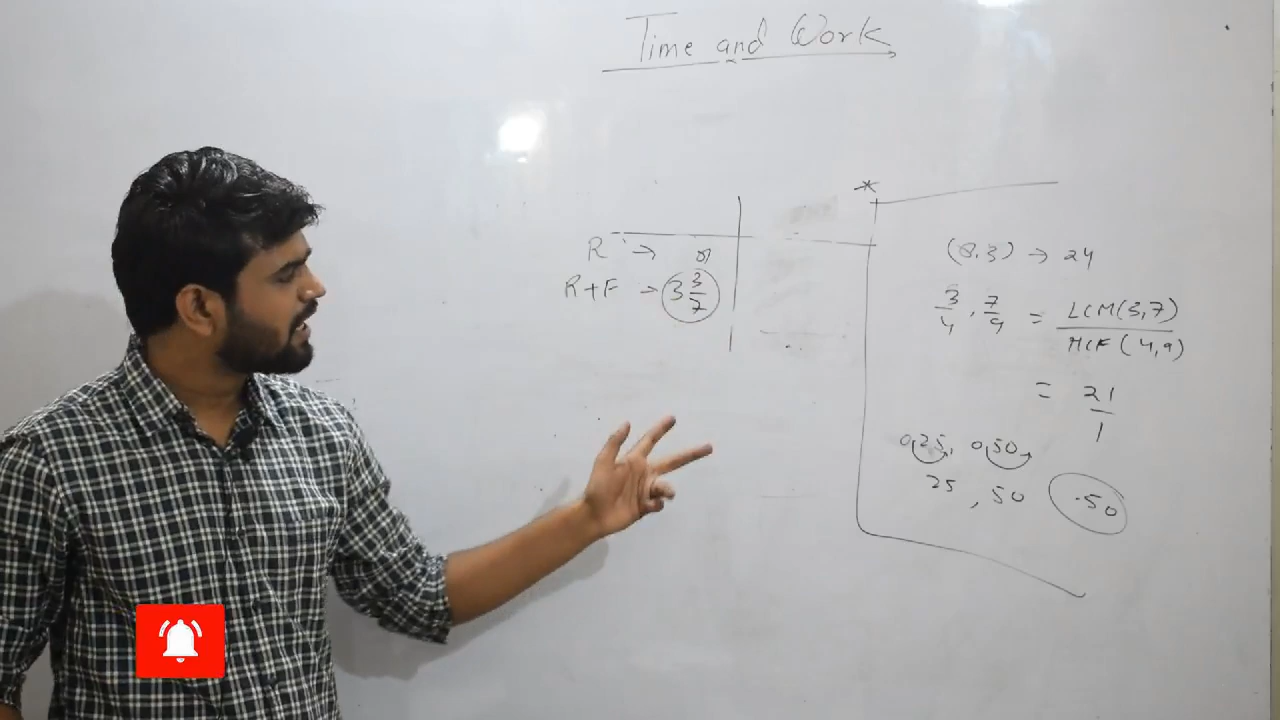 Time and Work
R → 8
R+F → 3 3/7
*
(8,3) → 24
3/4 , 7/9 = LCM(3,7) / HCF(4,9)
= 21/1
0.25, 0.50
25 , 50
.50